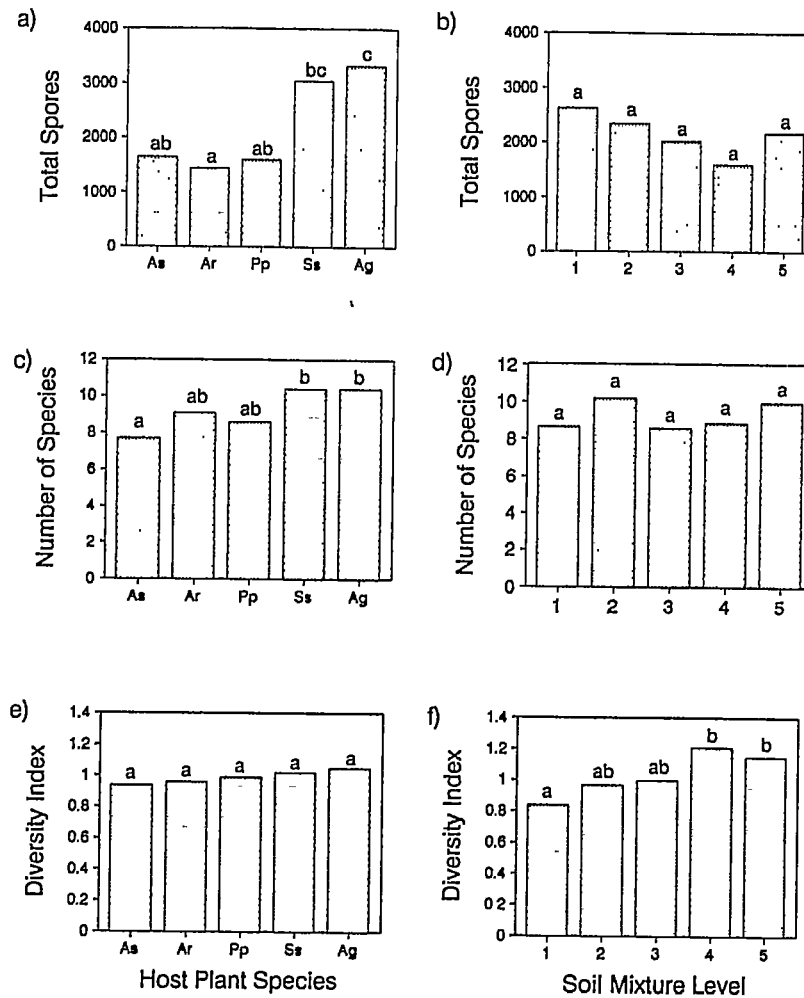 a)
Total Spores
4000
3000
2000
1000
0
ab
a
ab
bc
c
As Ar Pp Ss Ag
b)
Total Spores
4000
3000
2000
1000
0
a
a
a
a
a
1 2 3 4 5
c)
Number of Species
12
10
8
6
4
2
0
a
ab
ab
b
b
As Ar Pp Ss Ag
d)
Number of Species
12
10
8
6
4
2
0
a
a
a
a
a
1 2 3 4 5
e)
Diversity Index
1.4
1.2
1
0.8
0.6
0.4
0.2
0
a
a
a
a
a
As Ar Pp Ss Ag
Host Plant Species
f)
Diversity Index
1.4
1.2
1
0.8
0.6
0.4
0 2
0
a
ab
ab
b
b
1 2 3 4 5
Soil Mixture Level